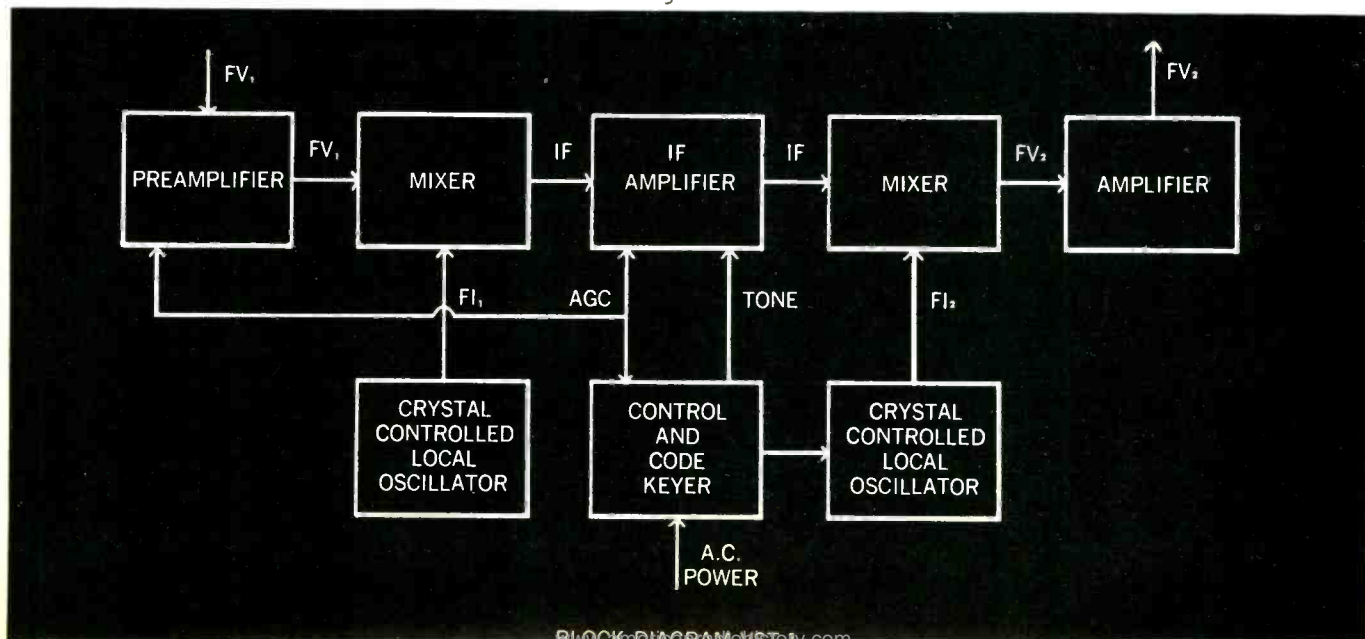 FV₁
FV₂
PREAMPLIFIER
FV₁
MIXER
IF
IF
AMPLIFIER
IF
MIXER
FV₂
AMPLIFIER
FI₁
AGC
TONE
FI₂
CRYSTAL
CONTROLLED
LOCAL
OSCILLATOR
CONTROL
AND
CODE
KEYER
CRYSTAL
CONTROLLED
LOCAL
OSCILLATOR
A.C.
POWER
BLOCK DIAGRAM